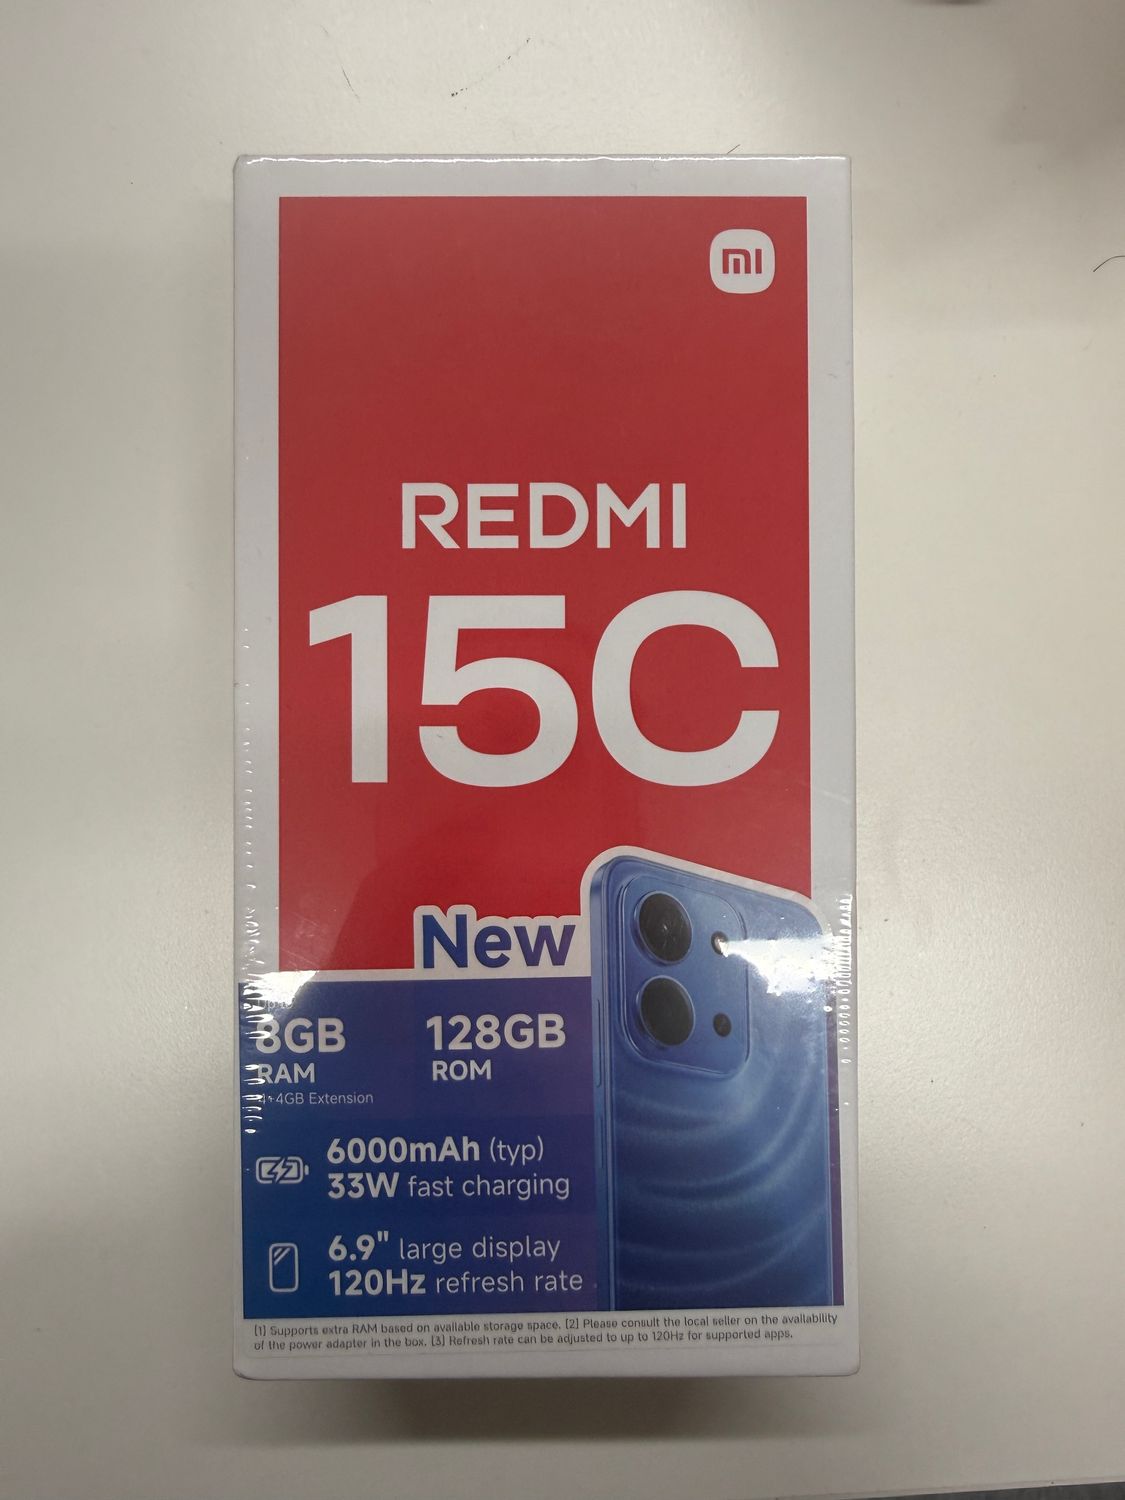 mi
REDMI
15C
New
8GB
128GB
RAM
ROM
4+4GB Extension
6000mAh (typ)
33W fast charging
6.9" large display
120Hz refresh rate
[1] Supports extra RAM based on available storage space. [2] Please consult the local seller on the availability
of the power adapter in the box. [3] Refresh rate can be adjusted to up to 120Hz for supported apps.